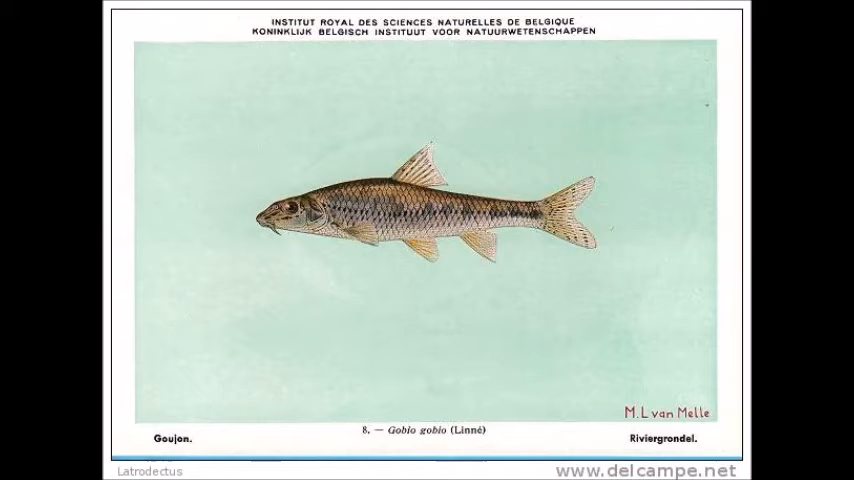 INSTITUT ROYAL DES SCIENCES NATURELLES DE BELGIQUE
KONINKLIJK BELGISCH INSTITUUT VOOR NATUURWETENSCHAPPEN
M.L van Melle
8. — Gobio gobio (Linné)
Goujon.
Riviergrondel.
Latrodectus
www.delcampe.net